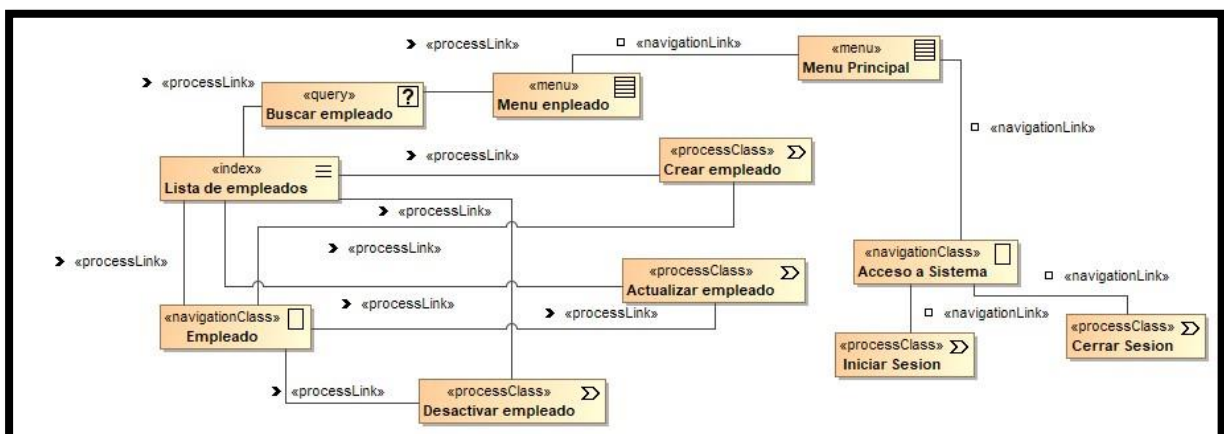 «processLink»
«navigationLink»
«menu»
Menu Principal
«processLink»
«query»
Buscar empleado
?
«menu»
Menu enpleado
«navigationLink»
«processLink»
«processClass»
Crear empleado
«index»
Lista de empleados
«processLink»
«processLink»
«processLink»
«processClass»
Actualizar empleado
«navigationClass»
Acceso a Sistema
«navigationLink»
«processLink»
«processLink»
«navigationLink»
«navigationClass»
Empleado
«processClass»
Cerrar Sesion
«processClass»
Iniciar Sesion
«processLink»
«processClass»
Desactivar empleado